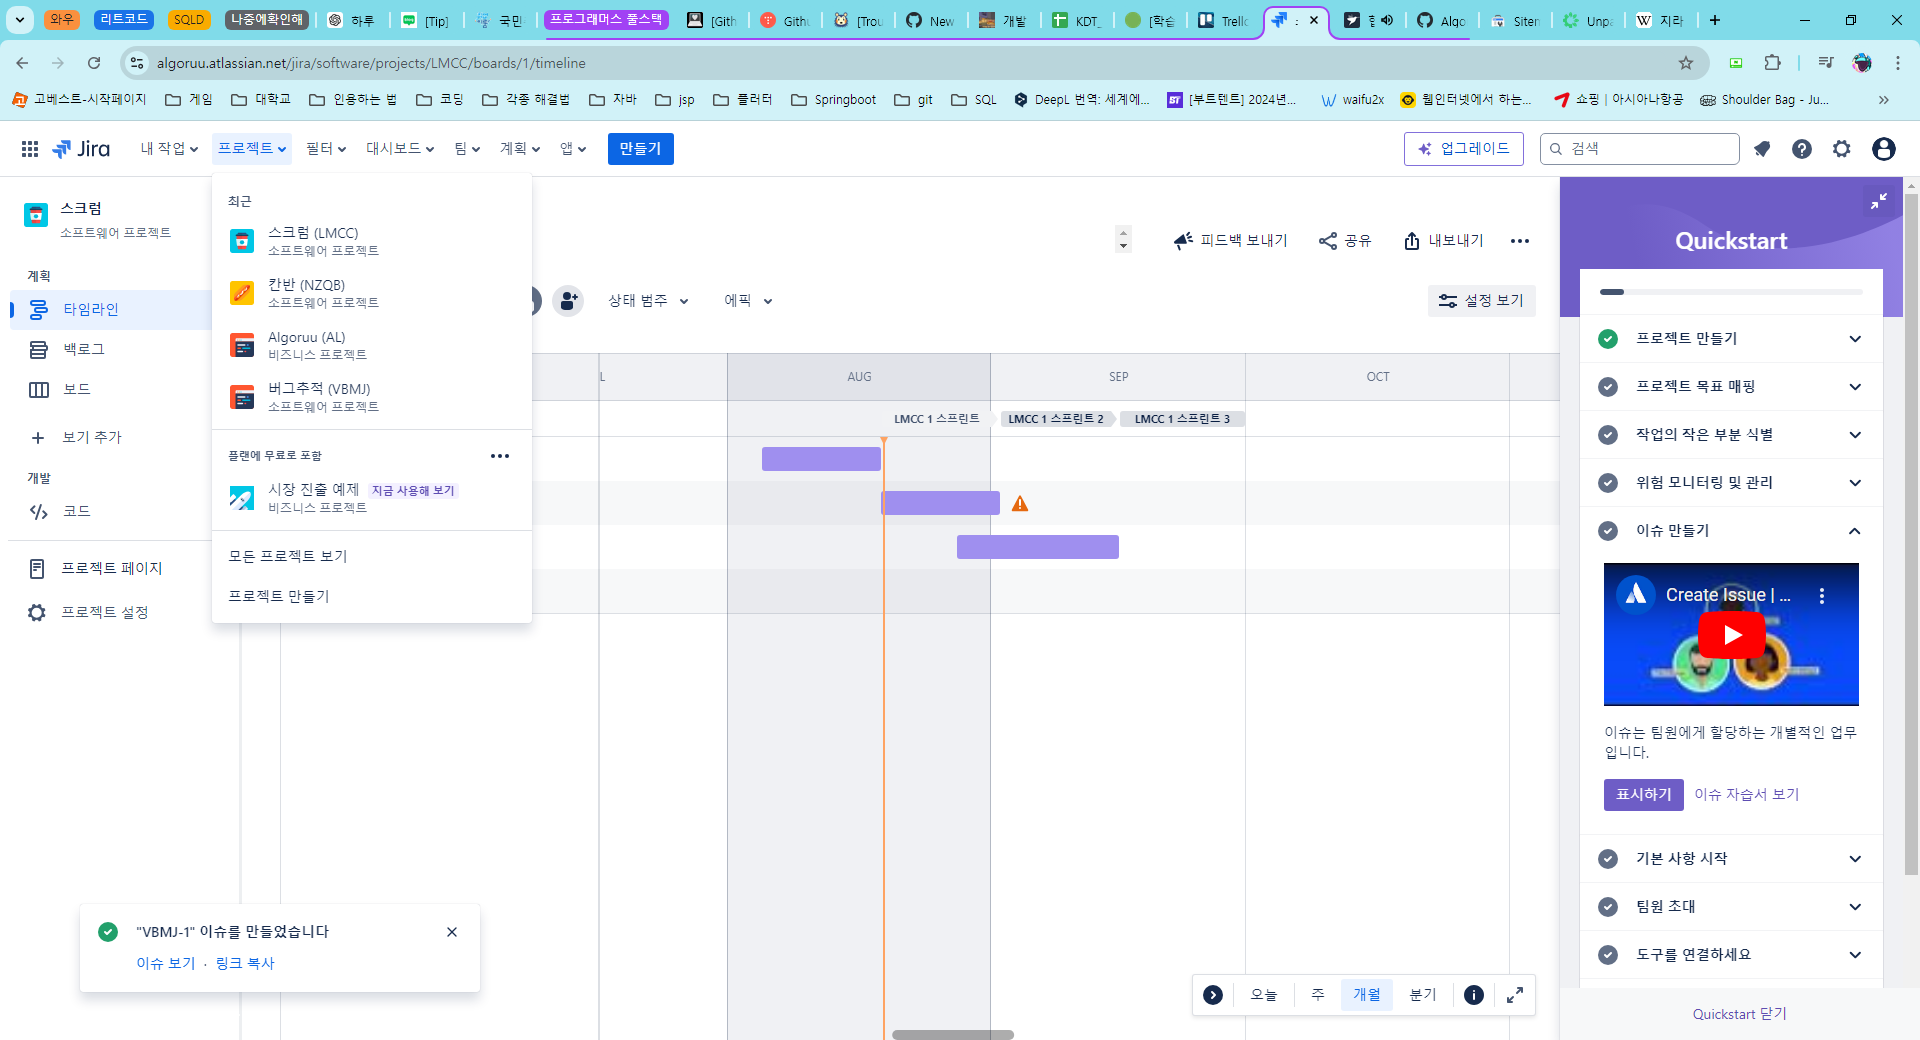 와우
리트코드
SQLD
나중에확인해
하루
[Tip]
국민
프로그래머스 풀스택
[Gith
Githu
[Trou
New
개발
KDT_
[학습
Trello
Algo
Siten
Unpa
지라
algoruu.atlassian.net/jira/software/projects/LMCC/boards/1/timeline
고베스트-시작페이지
게임
대학교
인용하는 법
코딩
각종 해결법
자바
jsp
플러터
Springboot
git
SQL
DeepL 번역: 세계에...
[부트텐트] 2024년...
waifu2x
웹인터넷에서 하는...
쇼핑 | 아시아나항공
Shoulder Bag - Ju...
Jira
내 작업
프로젝트
필터
대시보드
팀
계획
앱
만들기
업그레이드
검색
스크럼
소프트웨어 프로젝트
계획
타임라인
백로그
보드
보기 추가
개발
코드
프로젝트 페이지
프로젝트 설정
최근
스크럼 (LMCC)
소프트웨어 프로젝트
칸반 (NZQB)
소프트웨어 프로젝트
Algoruu (AL)
비즈니스 프로젝트
버그추적 (VBMJ)
소프트웨어 프로젝트
플랜에 무료로 포함
시장 진출 예제 지금 사용해 보기
비즈니스 프로젝트
모든 프로젝트 보기
프로젝트 만들기
피드백 보내기
공유
내보내기
상태 범주
에픽
설정 보기
L
AUG
SEP
OCT
LMCC 1 스프린트
LMCC 1 스프린트 2
LMCC 1 스프린트 3
Quickstart
프로젝트 만들기
프로젝트 목표 매핑
작업의 작은 부분 식별
위험 모니터링 및 관리
이슈 만들기
Create Issue | ...
이슈는 팀원에게 할당하는 개별적인 업무
입니다.
표시하기
이슈 자습서 보기
기본 사항 시작
팀원 초대
도구를 연결하세요
Quickstart 닫기
"VBMJ-1" 이슈를 만들었습니다
이슈 보기 · 링크 복사
오늘
주
개월
분기